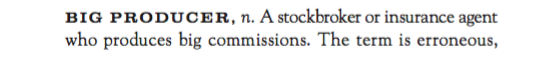 BIG PRODUCER, n. A stockbroker or insurance agent
who produces big commissions. The term is erroneous,